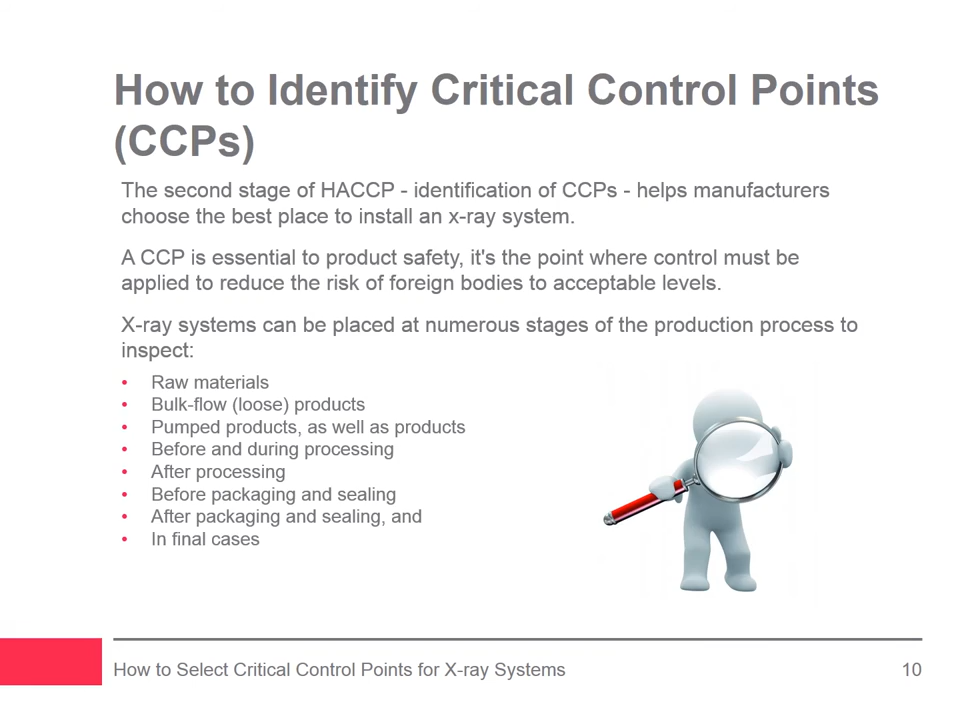 How to Identify Critical Control Points
(CCPs)
The second stage of HACCP - identification of CCPs - helps manufacturers
choose the best place to install an x-ray system.
A CCP is essential to product safety, it's the point where control must be
applied to reduce the risk of foreign bodies to acceptable levels.
X-ray systems can be placed at numerous stages of the production process to
inspect:
• Raw materials
• Bulk-flow (loose) products
• Pumped products, as well as products
• Before and during processing
• After processing
• Before packaging and sealing
• After packaging and sealing, and
• In final cases
How to Select Critical Control Points for X-ray Systems 10